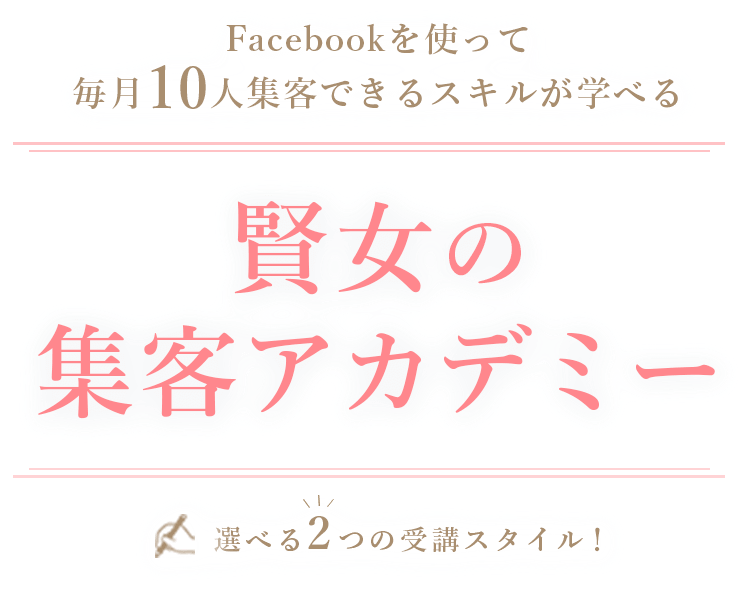 Facebookを使って
毎月10人集客できるスキルが学べる
賢女の
集客アカデミー
選べる2つの受講スタイル！